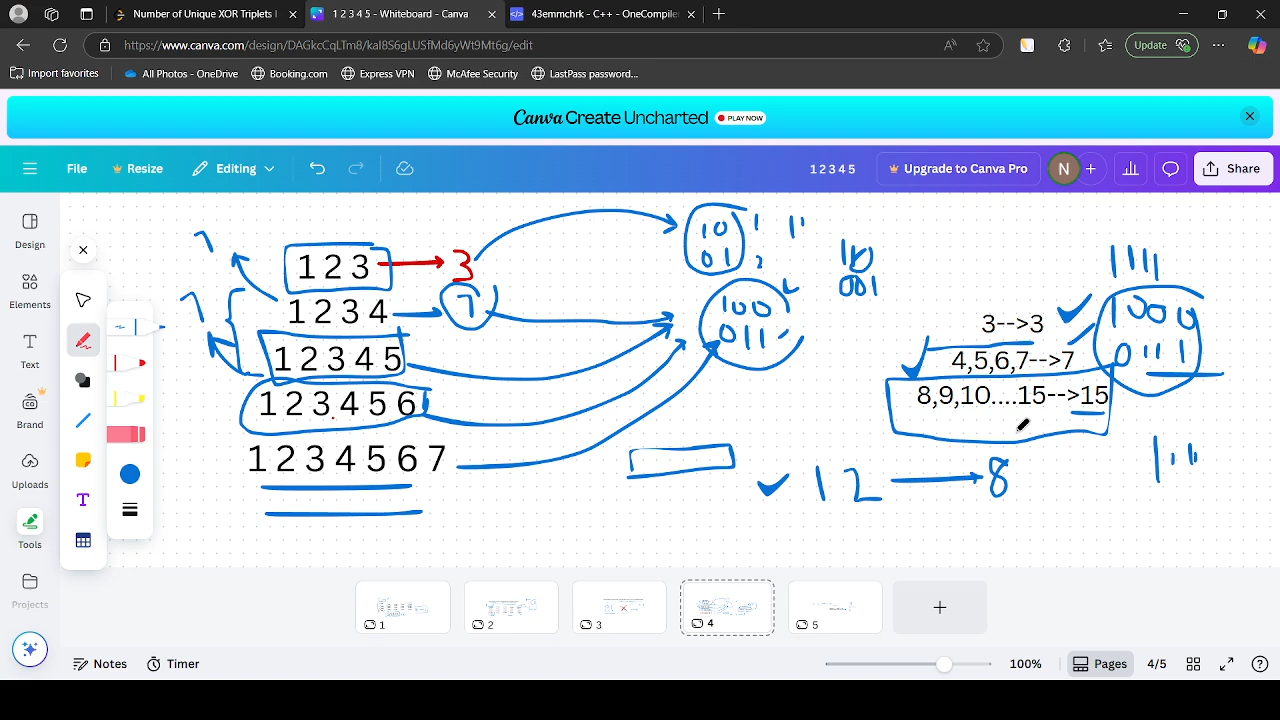 Number of Unique XOR Triplets
1 2 3 4 5 - Whiteboard - Canva
43emmchrk - C++ - OneCompiler
https://www.canva.com/design/DAGkcCqLTm8/kaI8S6gLUSfMd6yWt9Mt6g/edit
Update
Import favorites
All Photos - OneDrive
Booking.com
Express VPN
McAfee Security
LastPass password...
Canva Create Uncharted
PLAY NOW
File
Resize
Editing
1 2 3 4 5
Upgrade to Canva Pro
N
Share
Design
Elements
Text
Brand
Uploads
Tools
Projects
1 2 3
3
1 2 3 4
7
1 2 3 4 5
1 2 3 4 5 6
1 2 3 4 5 6 7
7
7
10
01
11
100
011
001
3-->3
4,5,6,7-->7
8,9,10....15-->15
1111
1000
0111
12
8
1
2
3
4
5
Notes
Timer
100%
Pages
4/5